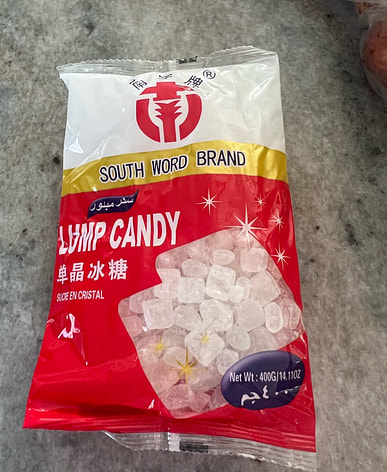 南 牌®
SOUTH WORD BRAND
سكر مبلور
LUMP CANDY
单晶冰糖
SUCRE EN CRISTAL
Net Wt: 400G/14.11OZ
٤٠٠جم